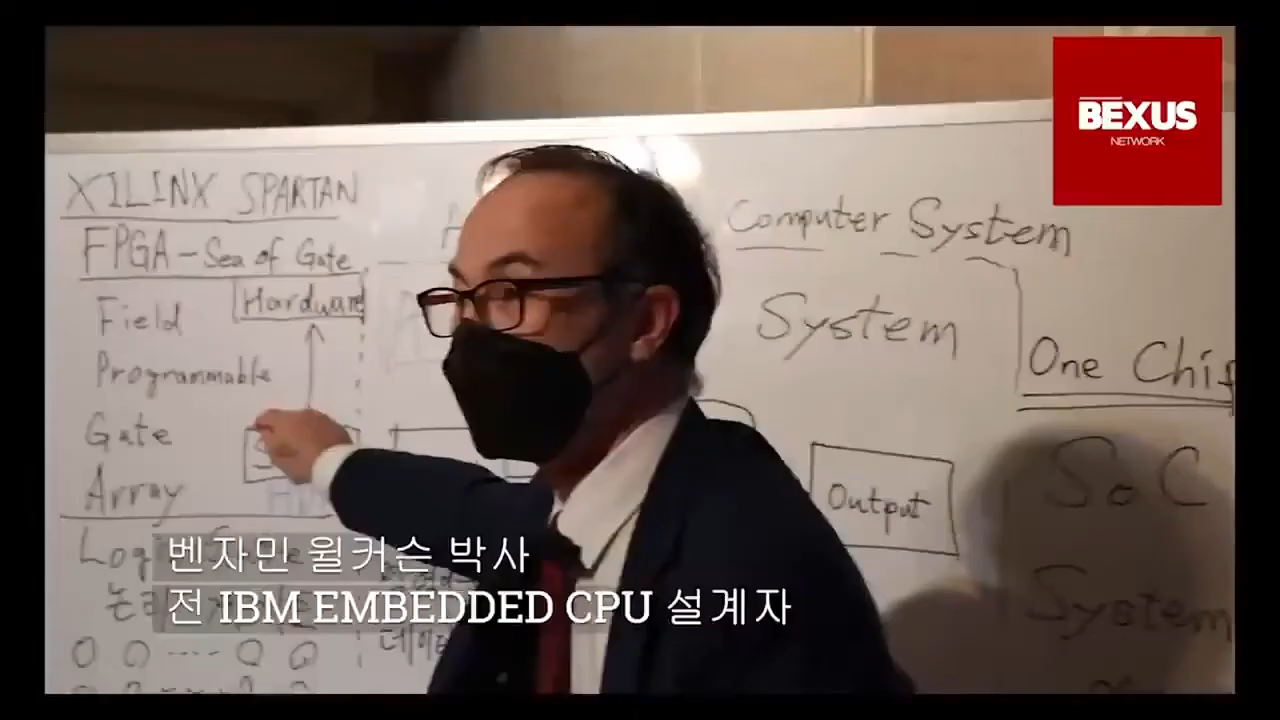 BEXUS
NETWORK
XILINX SPARTAN
FPGA - Sea of Gate
Hardware
Field
Programmable
Gate
Array
Computer System
System
One Chip
Output
SoC
System
벤자민 윌커슨 박사
전 IBM EMBEDDED CPU 설계자